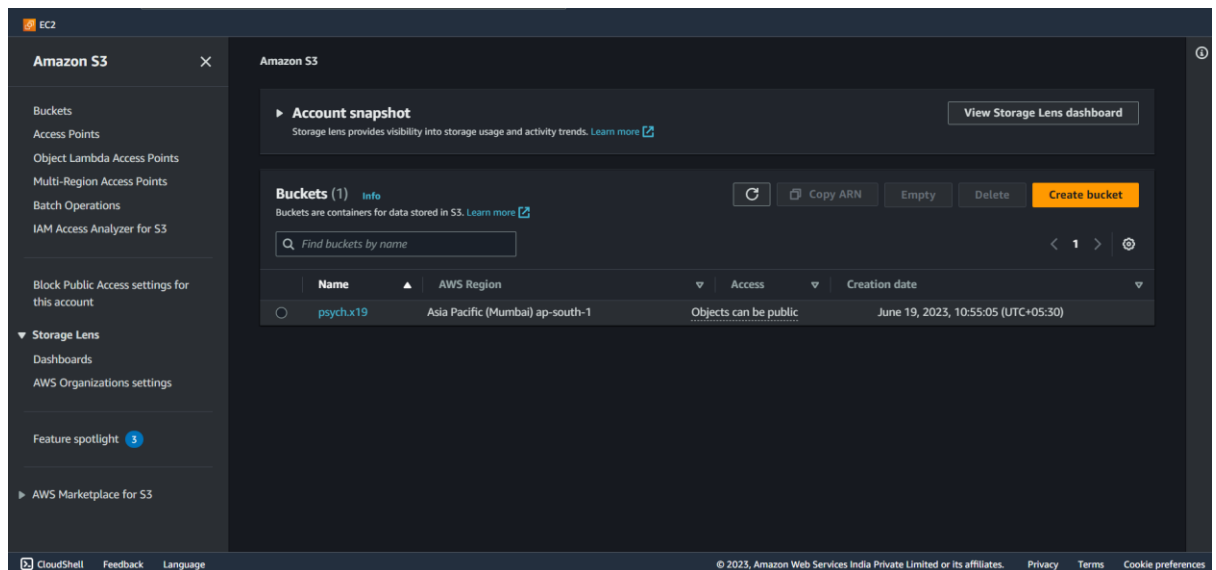 EC2
Amazon S3
Buckets
Access Points
Object Lambda Access Points
Multi-Region Access Points
Batch Operations
IAM Access Analyzer for S3
Block Public Access settings for
this account
Storage Lens
Dashboards
AWS Organizations settings
Feature spotlight 3
AWS Marketplace for S3
Amazon S3
Account snapshot
View Storage Lens dashboard
Storage lens provides visibility into storage usage and activity trends. Learn more
Buckets (1) Info
Copy ARN Empty Delete Create bucket
Buckets are containers for data stored in S3. Learn more
Find buckets by name
1
Name AWS Region Access Creation date
psych.x19 Asia Pacific (Mumbai) ap-south-1 Objects can be public June 19, 2023, 10:55:05 (UTC+05:30)
CloudShell Feedback Language © 2023, Amazon Web Services India Private Limited or its affiliates. Privacy Terms Cookie preferences